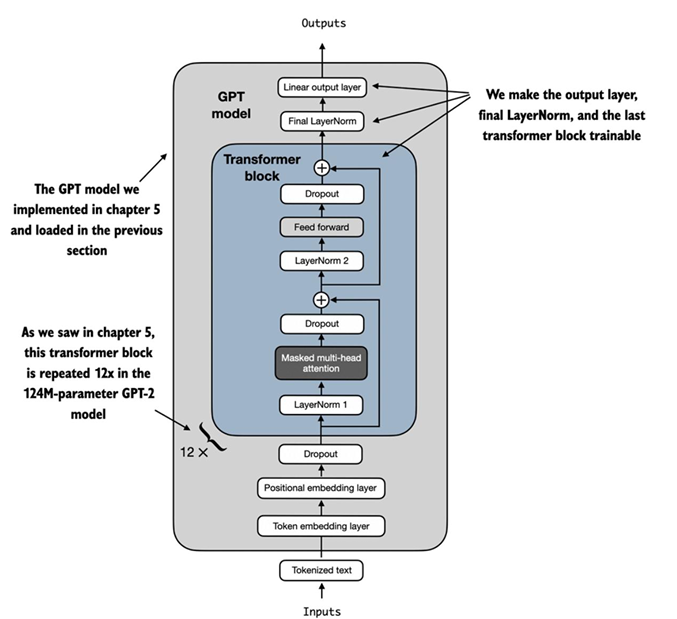 Outputs
Linear output layer
GPT
model
Final LayerNorm
We make the output layer,
final LayerNorm, and the last
transformer block trainable
Transformer
block
Dropout
Feed forward
LayerNorm 2
The GPT model we
implemented in chapter 5
and loaded in the previous
section
Dropout
Masked multi-head
attention
LayerNorm 1
As we saw in chapter 5,
this transformer block
is repeated 12x in the
124M-parameter GPT-2
model
12 ×
Dropout
Positional embedding layer
Token embedding layer
Tokenized text
Inputs